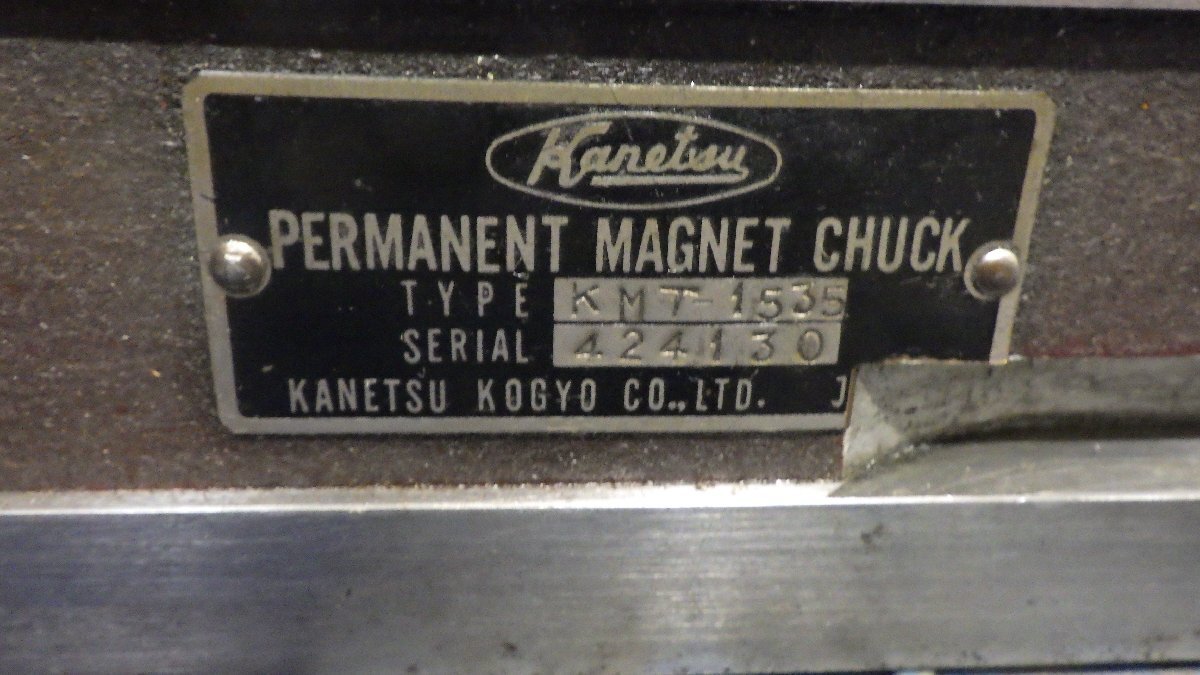 Kanetsu
PERMANENT MAGNET CHUCK
TYPE KMT-1535
SERIAL 424130
KANETSU KOGYO CO.,LTD. J